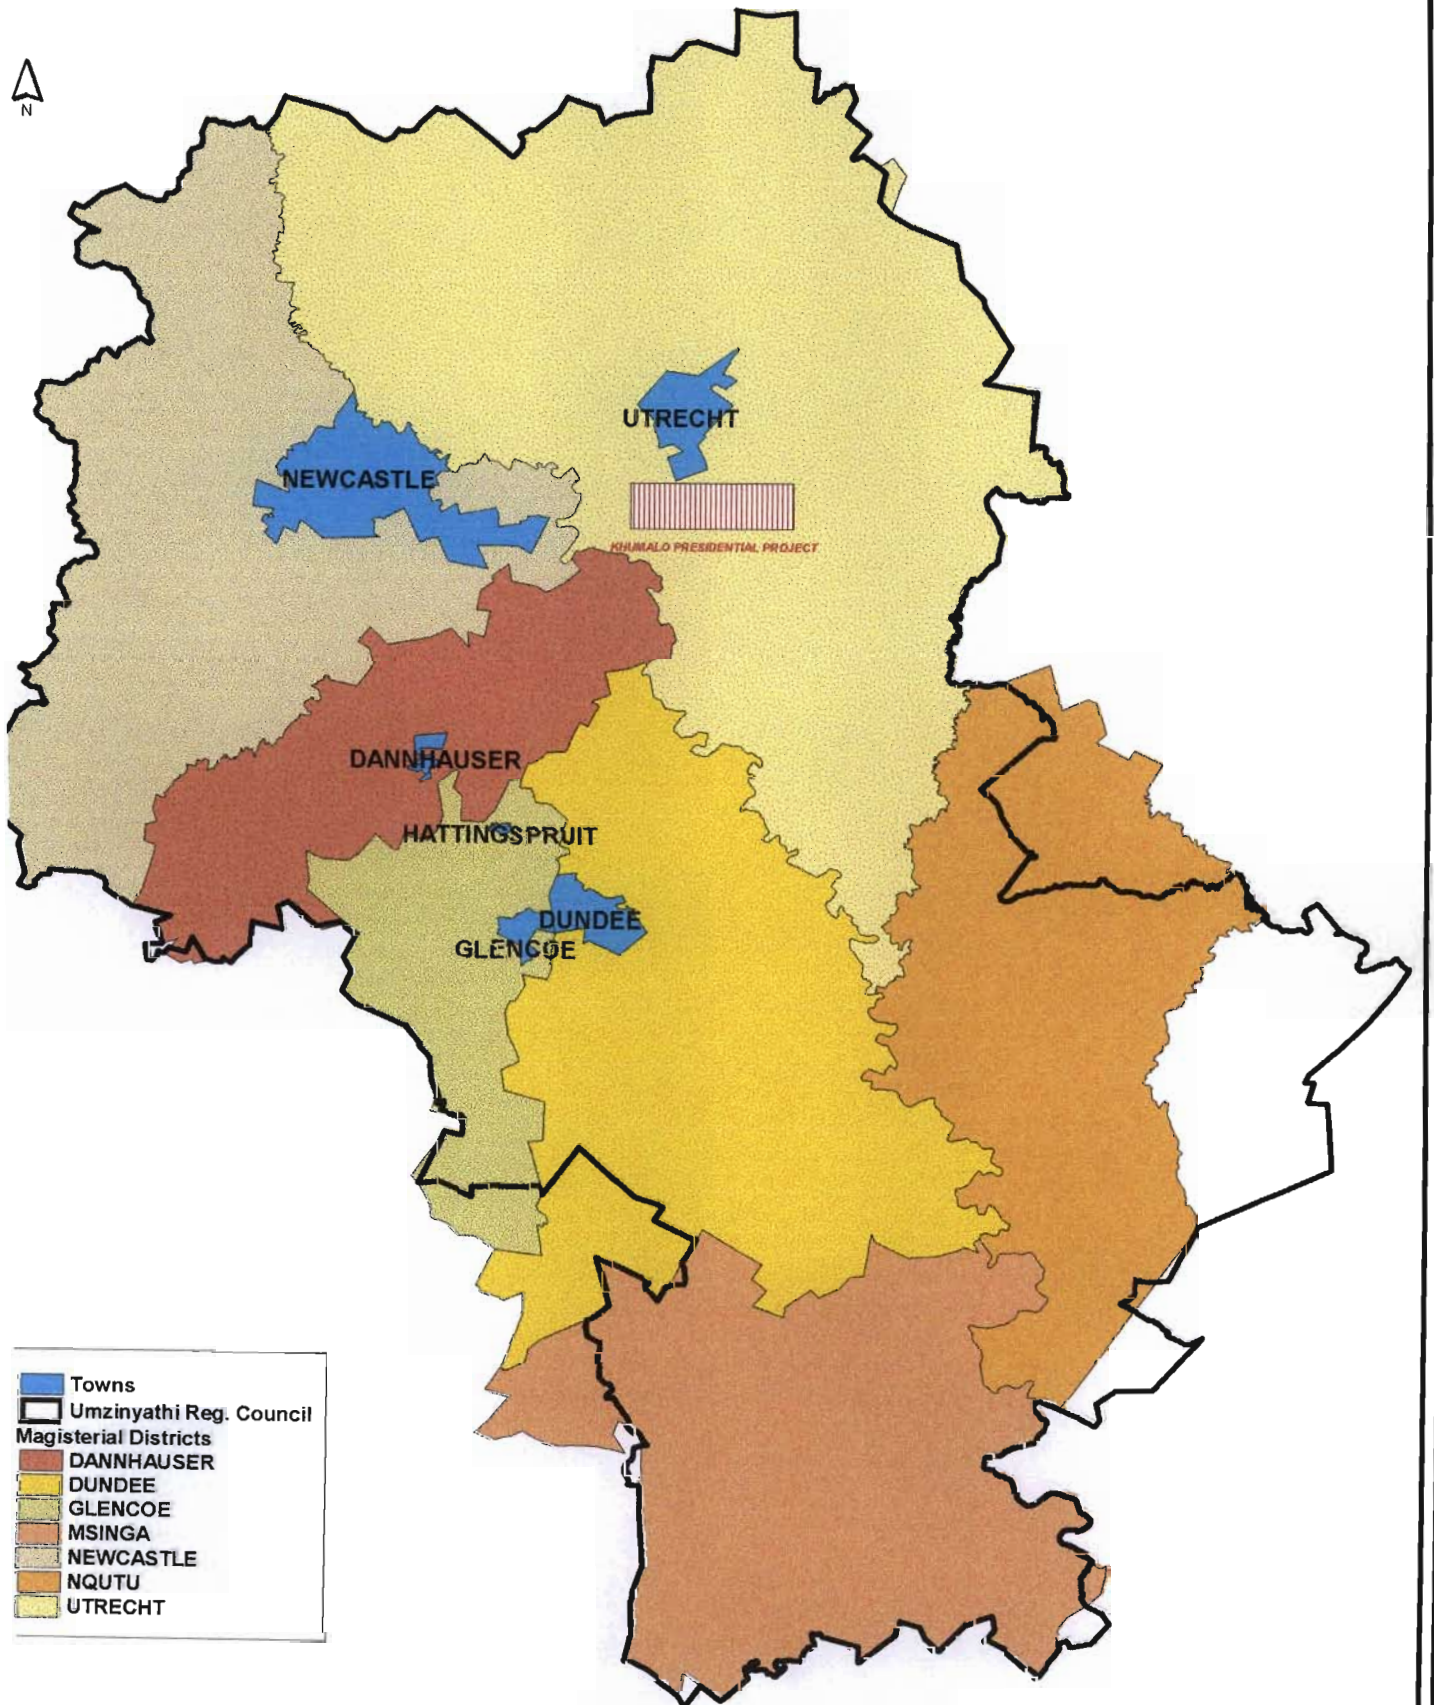 N
UTRECHT
NEWCASTLE
KHUMALO PRESIDENTIAL PROJECT
DANNHAUSER
HATTINGSPRUIT
DUNDEE
GLENCOE
Towns
Umzinyathi Reg. Council
Magisterial Districts
DANNHAUSER
DUNDEE
GLENCOE
MSINGA
NEWCASTLE
NQUTU
UTRECHT